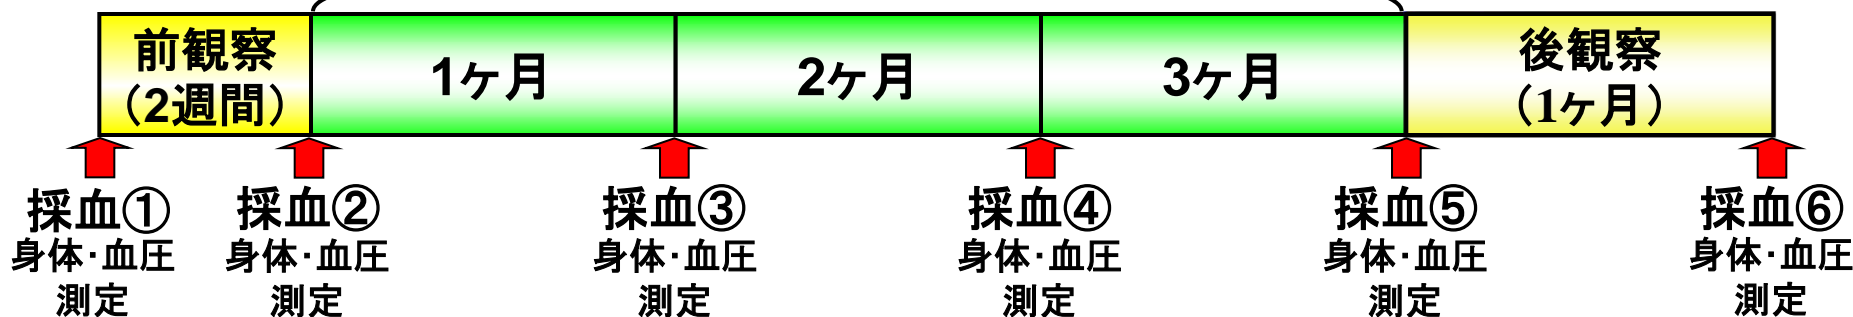 前観察
（2週間）
1ヶ月
2ヶ月
3ヶ月
後観察
（1ヶ月）
採血①
身体・血圧
測定
採血②
身体・血圧
測定
採血③
身体・血圧
測定
採血④
身体・血圧
測定
採血⑤
身体・血圧
測定
採血⑥
身体・血圧
測定